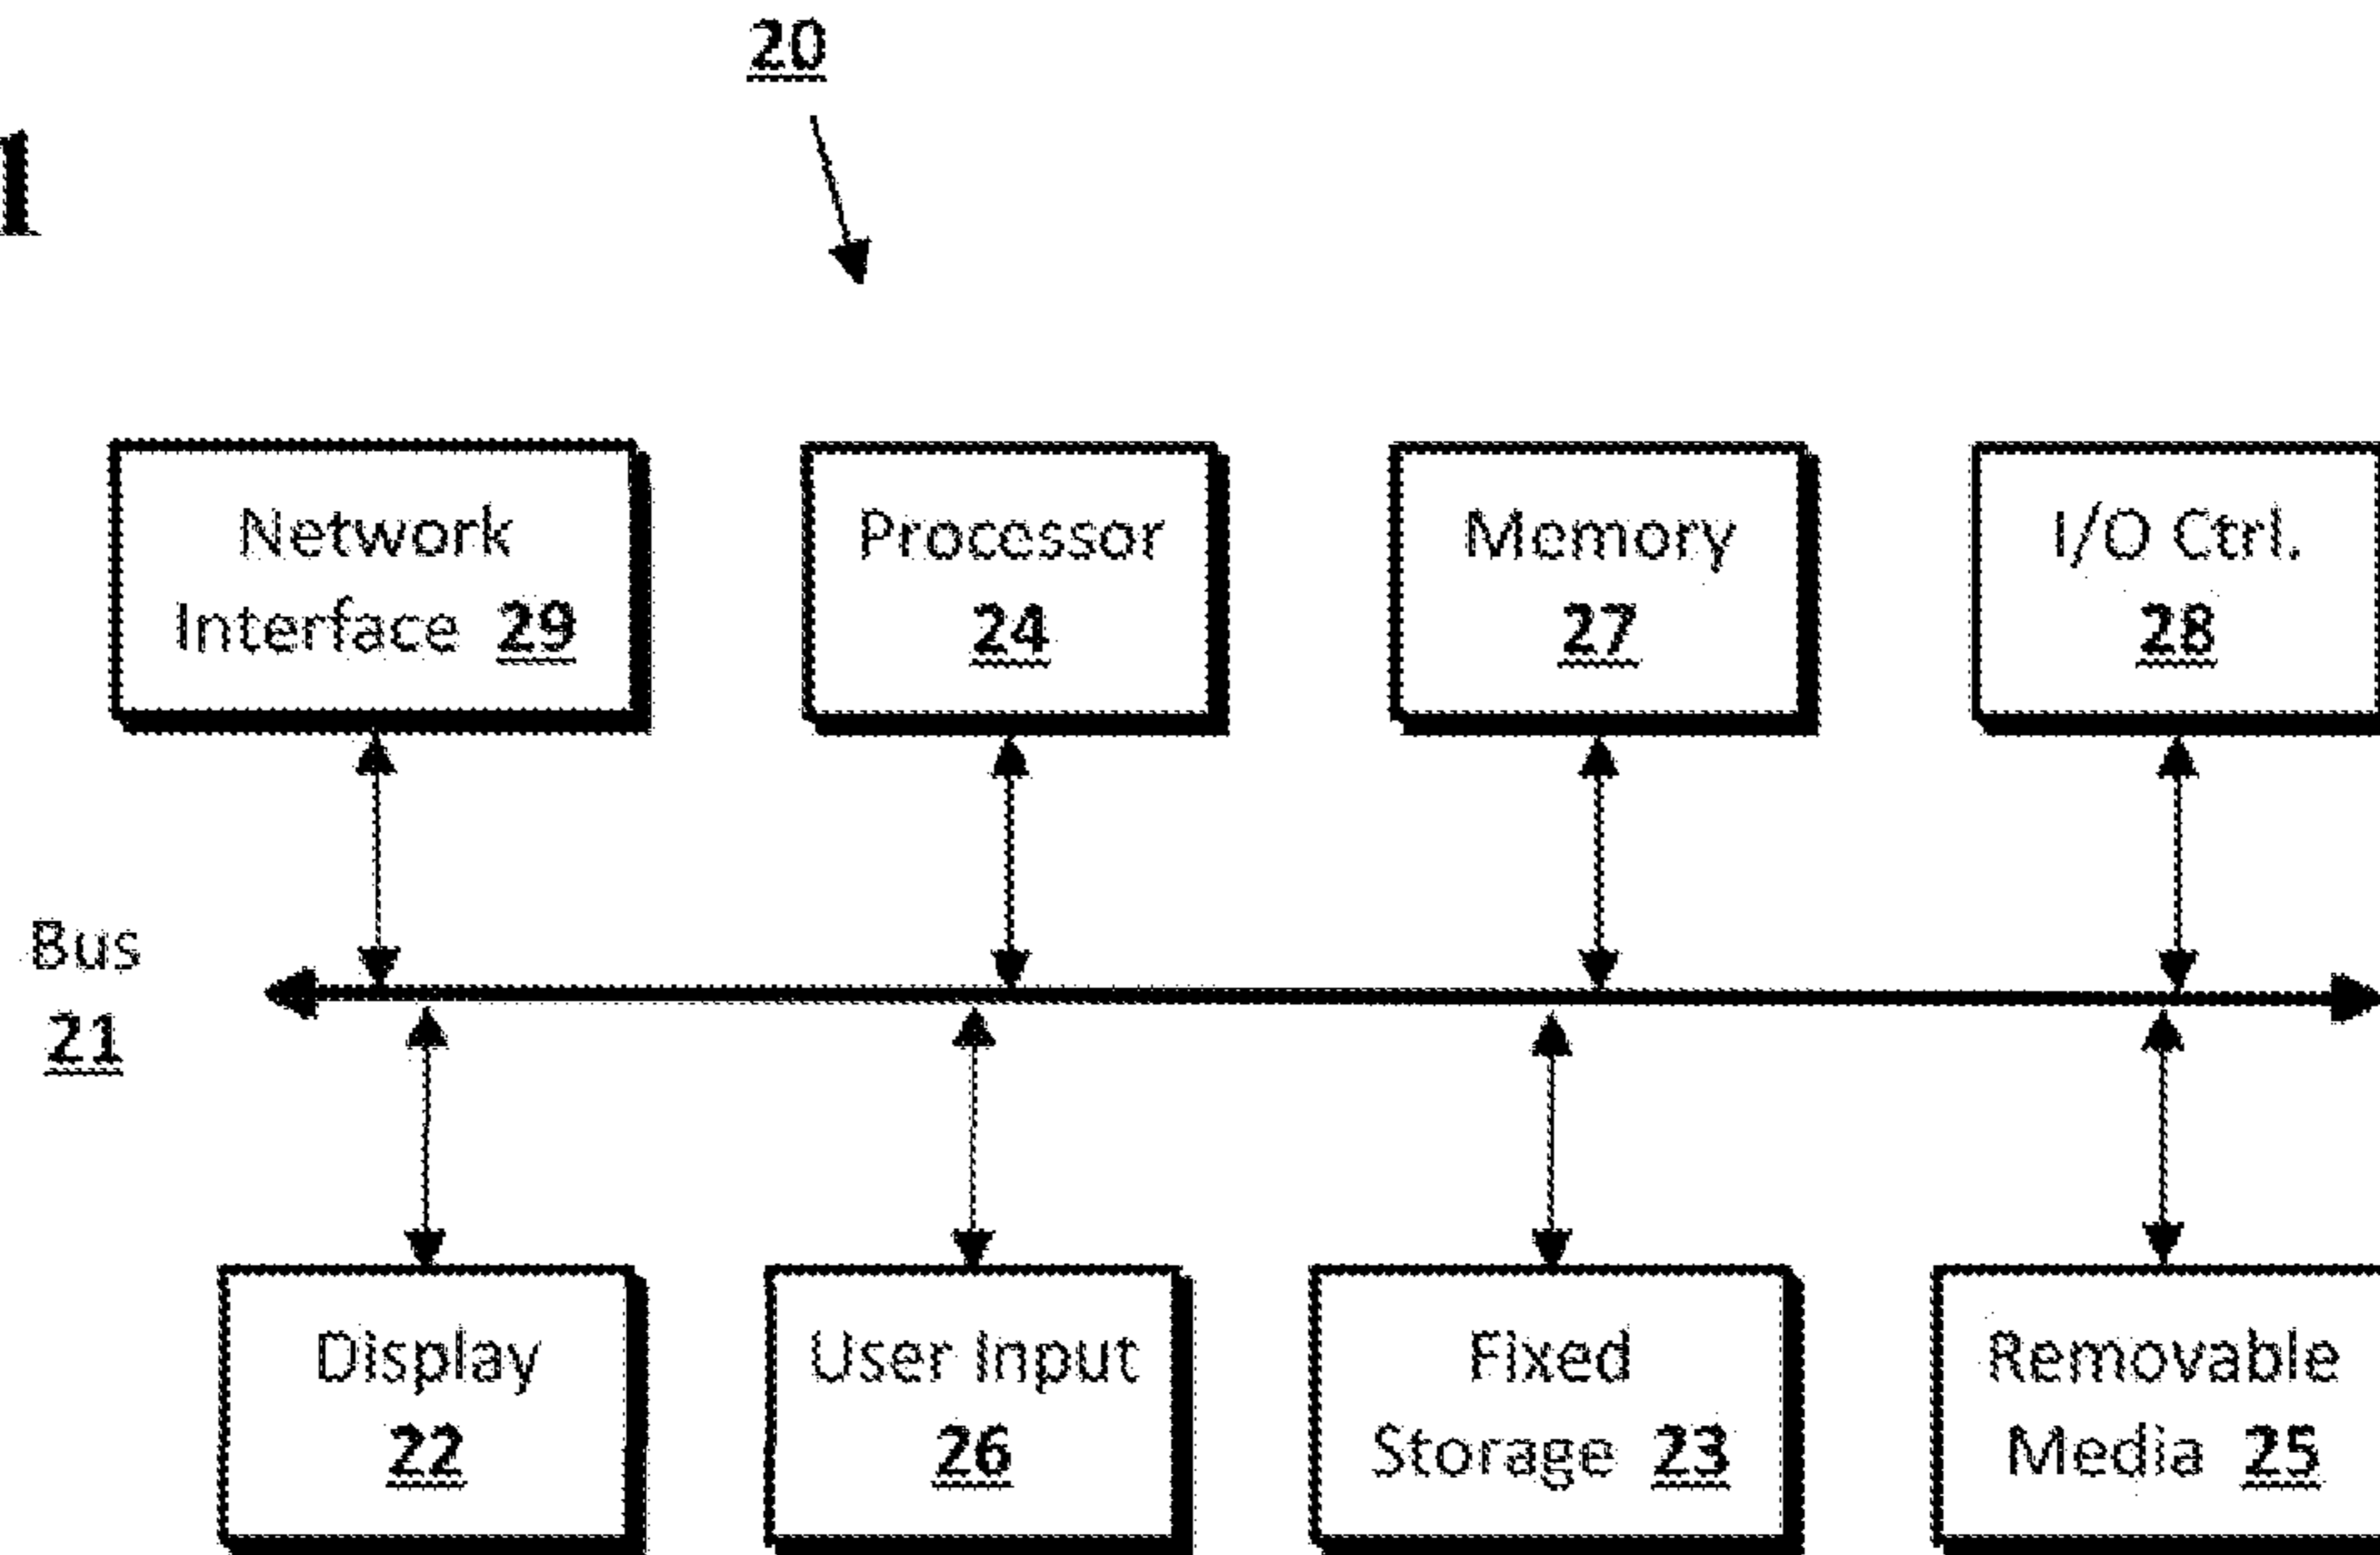 20
1
Network
Interface 29
Processor
24
Memory
27
I/O Ctrl.
28
Bus
21
Display
22
User Input
26
Fixed
Storage 23
Removable
Media 25